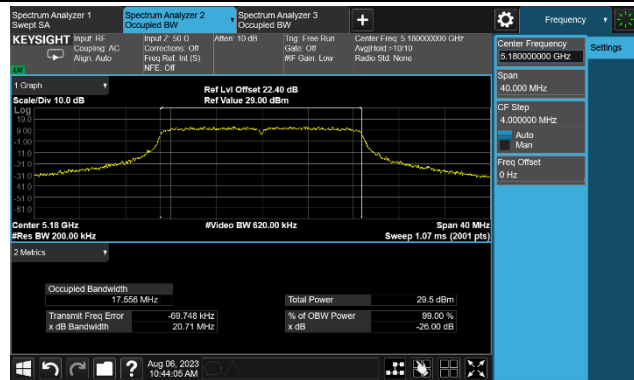 Spectrum Analyzer 1
Swept SA
Spectrum Analyzer 2
Occupied BW
Spectrum Analyzer 3
Occupied BW
Frequency
KEYSIGHT
Input: RF
Coupling: AC
Align: Auto
Input Z: 50 Ω
Corrections: Off
Freq Ref: Int (S)
NFE: Off
Atten: 10 dB
Trig: Free Run
Gate: Off
#IF Gain: Low
Center Freq: 5.180000000 GHz
Avg|Hold:>10/10
Radio Std: None
Center Frequency
5.180000000 GHz
Settings
Span
40.000 MHz
CF Step
4.000000 MHz
Auto
Man
Freq Offset
0 Hz
1 Graph
Scale/Div 10.0 dB
Ref Lvl Offset 22.40 dB
Ref Value 29.00 dBm
Log
19.0
9.00
-1.00
-11.0
-21.0
-31.0
-41.0
-51.0
-61.0
Center 5.18 GHz
#Res BW 200.00 kHz
#Video BW 620.00 kHz
Span 40 MHz
Sweep 1.07 ms (2001 pts)
2 Metrics
Occupied Bandwidth
17.556 MHz
Total Power 29.5 dBm
Transmit Freq Error -69.748 kHz
% of OBW Power 99.00 %
x dB Bandwidth 20.71 MHz
x dB -26.00 dB
?
Aug 06, 2023
10:44:05 AM